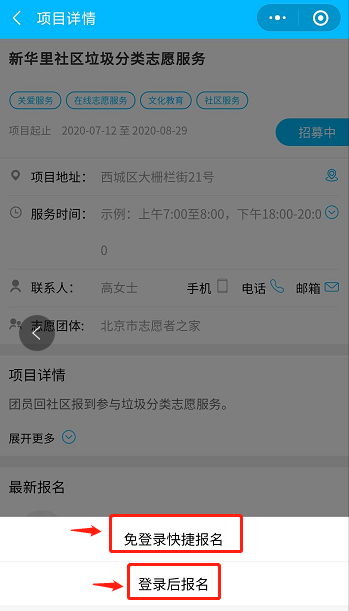 项目详情
新华里社区垃圾分类志愿服务
关爱服务 在线志愿服务 文化教育 社区服务
项目起止 2020-07-12 至 2020-08-29
招募中
项目地址： 西城区大栅栏街21号
服务时间： 示例：上午7:00至8:00，下午18:00-20:0
0
联系人： 高女士 手机 电话 邮箱
志愿团体： 北京市志愿者之家
项目详情
团员回社区报到参与垃圾分类志愿服务。
展开更多
最新报名
免登录快捷报名
登录后报名